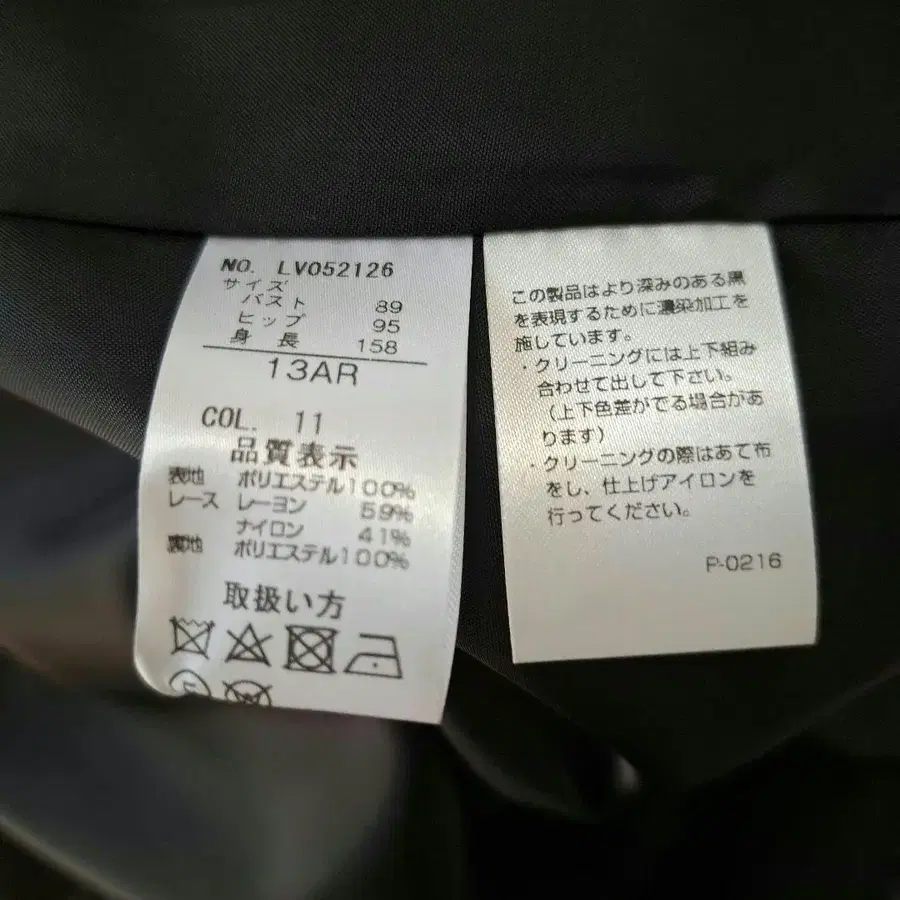 NO. LV052126
サイズ
バスト 89
ヒップ 95
身長 158
13AR
COL. 11
品質表示
表地 ポリエステル100%
レース レーヨン 59%
ナイロン 41%
裏地 ポリエステル100%
取扱い方
この製品はより深みのある黒
を表現するために濃染加工を
施しています。
・クリーニングには上下組み
合わせて出して下さい。
（上下色差がでる場合があ
ります）
・クリーニングの際はあて布
をし、仕上げアイロンを
行ってください。
P-0216